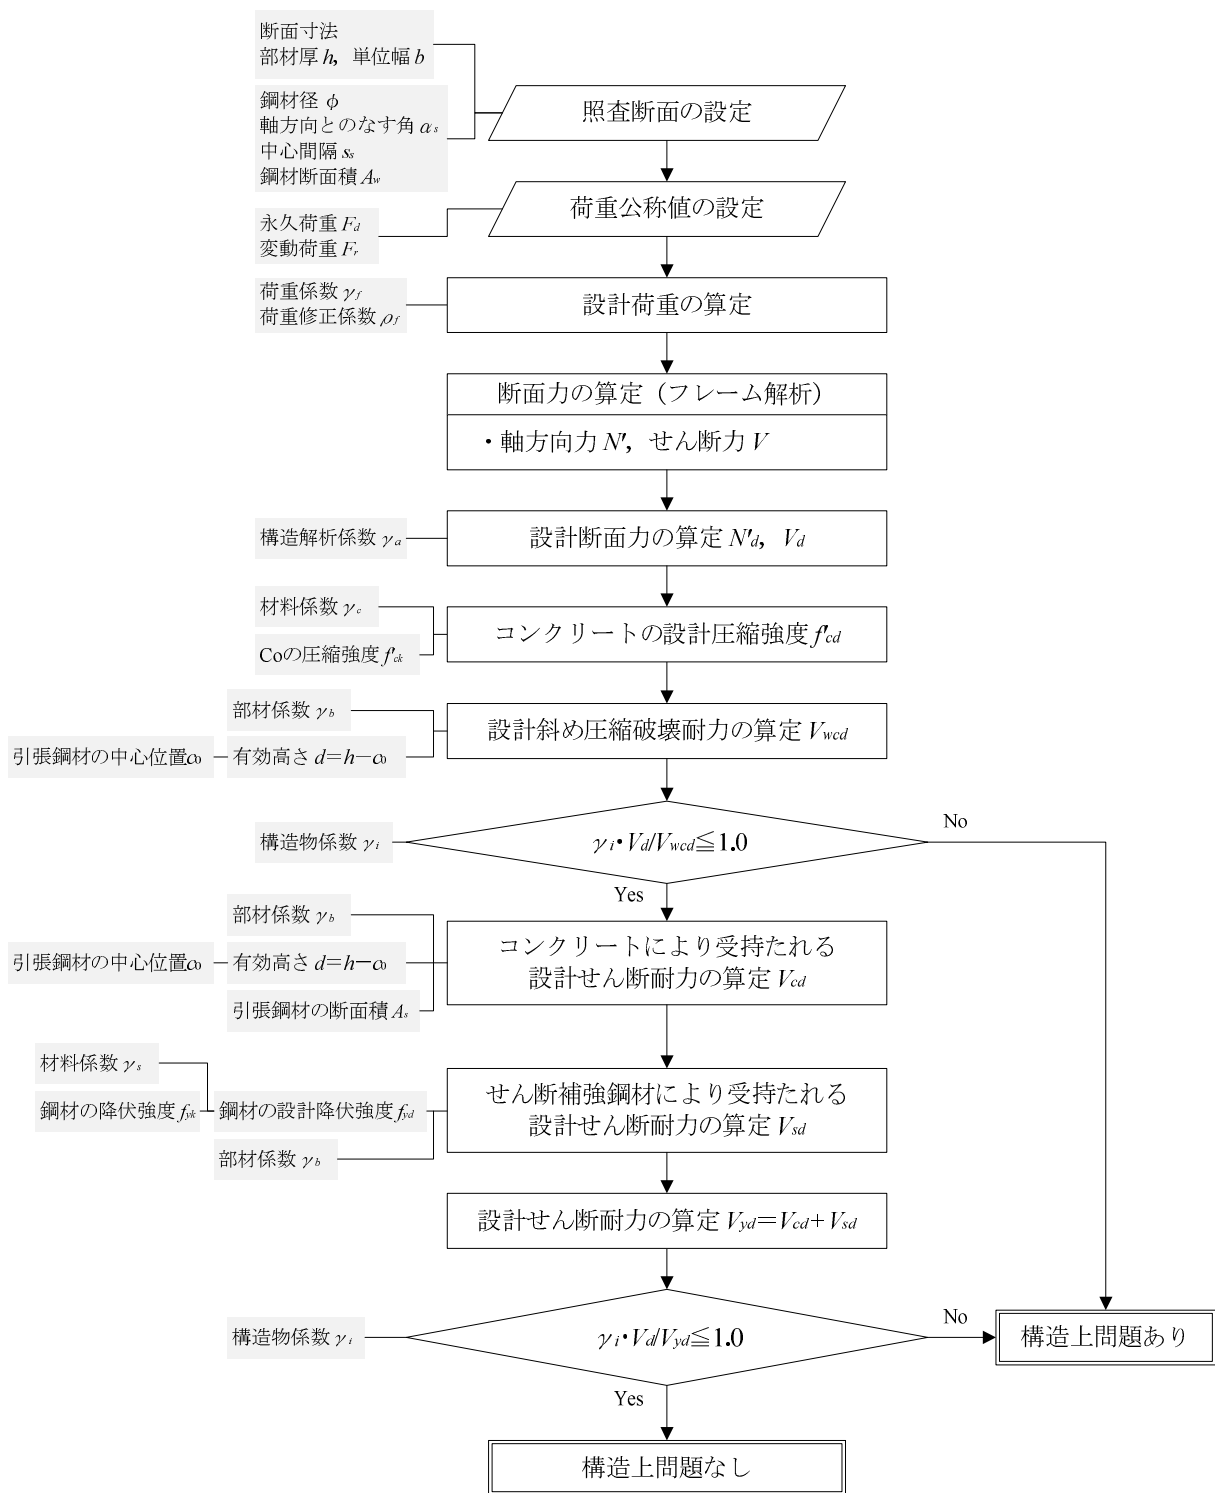 断面寸法
部材厚 h, 単位幅 b
鋼材径 φ
軸方向とのなす角 αs
中心間隔 ss
鋼材断面積 Aw
照査断面の設定
永久荷重 Fd
変動荷重 Fr
荷重公称値の設定
荷重係数 γf
荷重修正係数 ρf
設計荷重の算定
断面力の算定（フレーム解析）
・軸方向力 N′, せん断力 V
構造解析係数 γa
設計断面力の算定 N′d, Vd
材料係数 γc
Coの圧縮強度 f′ck
コンクリートの設計圧縮強度 f′cd
部材係数 γb
引張鋼材の中心位置c0
有効高さ d＝h－c0
設計斜め圧縮破壊耐力の算定 Vwcd
構造物係数 γi
γi・Vd/Vwcd≦1.0
No
Yes
部材係数 γb
引張鋼材の中心位置c0
有効高さ d＝h－c0
引張鋼材の断面積 As
コンクリートにより受持たれる
設計せん断耐力の算定 Vcd
材料係数 γs
鋼材の降伏強度 fyk
鋼材の設計降伏強度 fyd
部材係数 γb
せん断補強鋼材により受持たれる
設計せん断耐力の算定 Vsd
設計せん断耐力の算定 Vyd＝Vcd＋Vsd
構造物係数 γi
γi・Vd/Vyd≦1.0
No
構造上問題あり
Yes
構造上問題なし